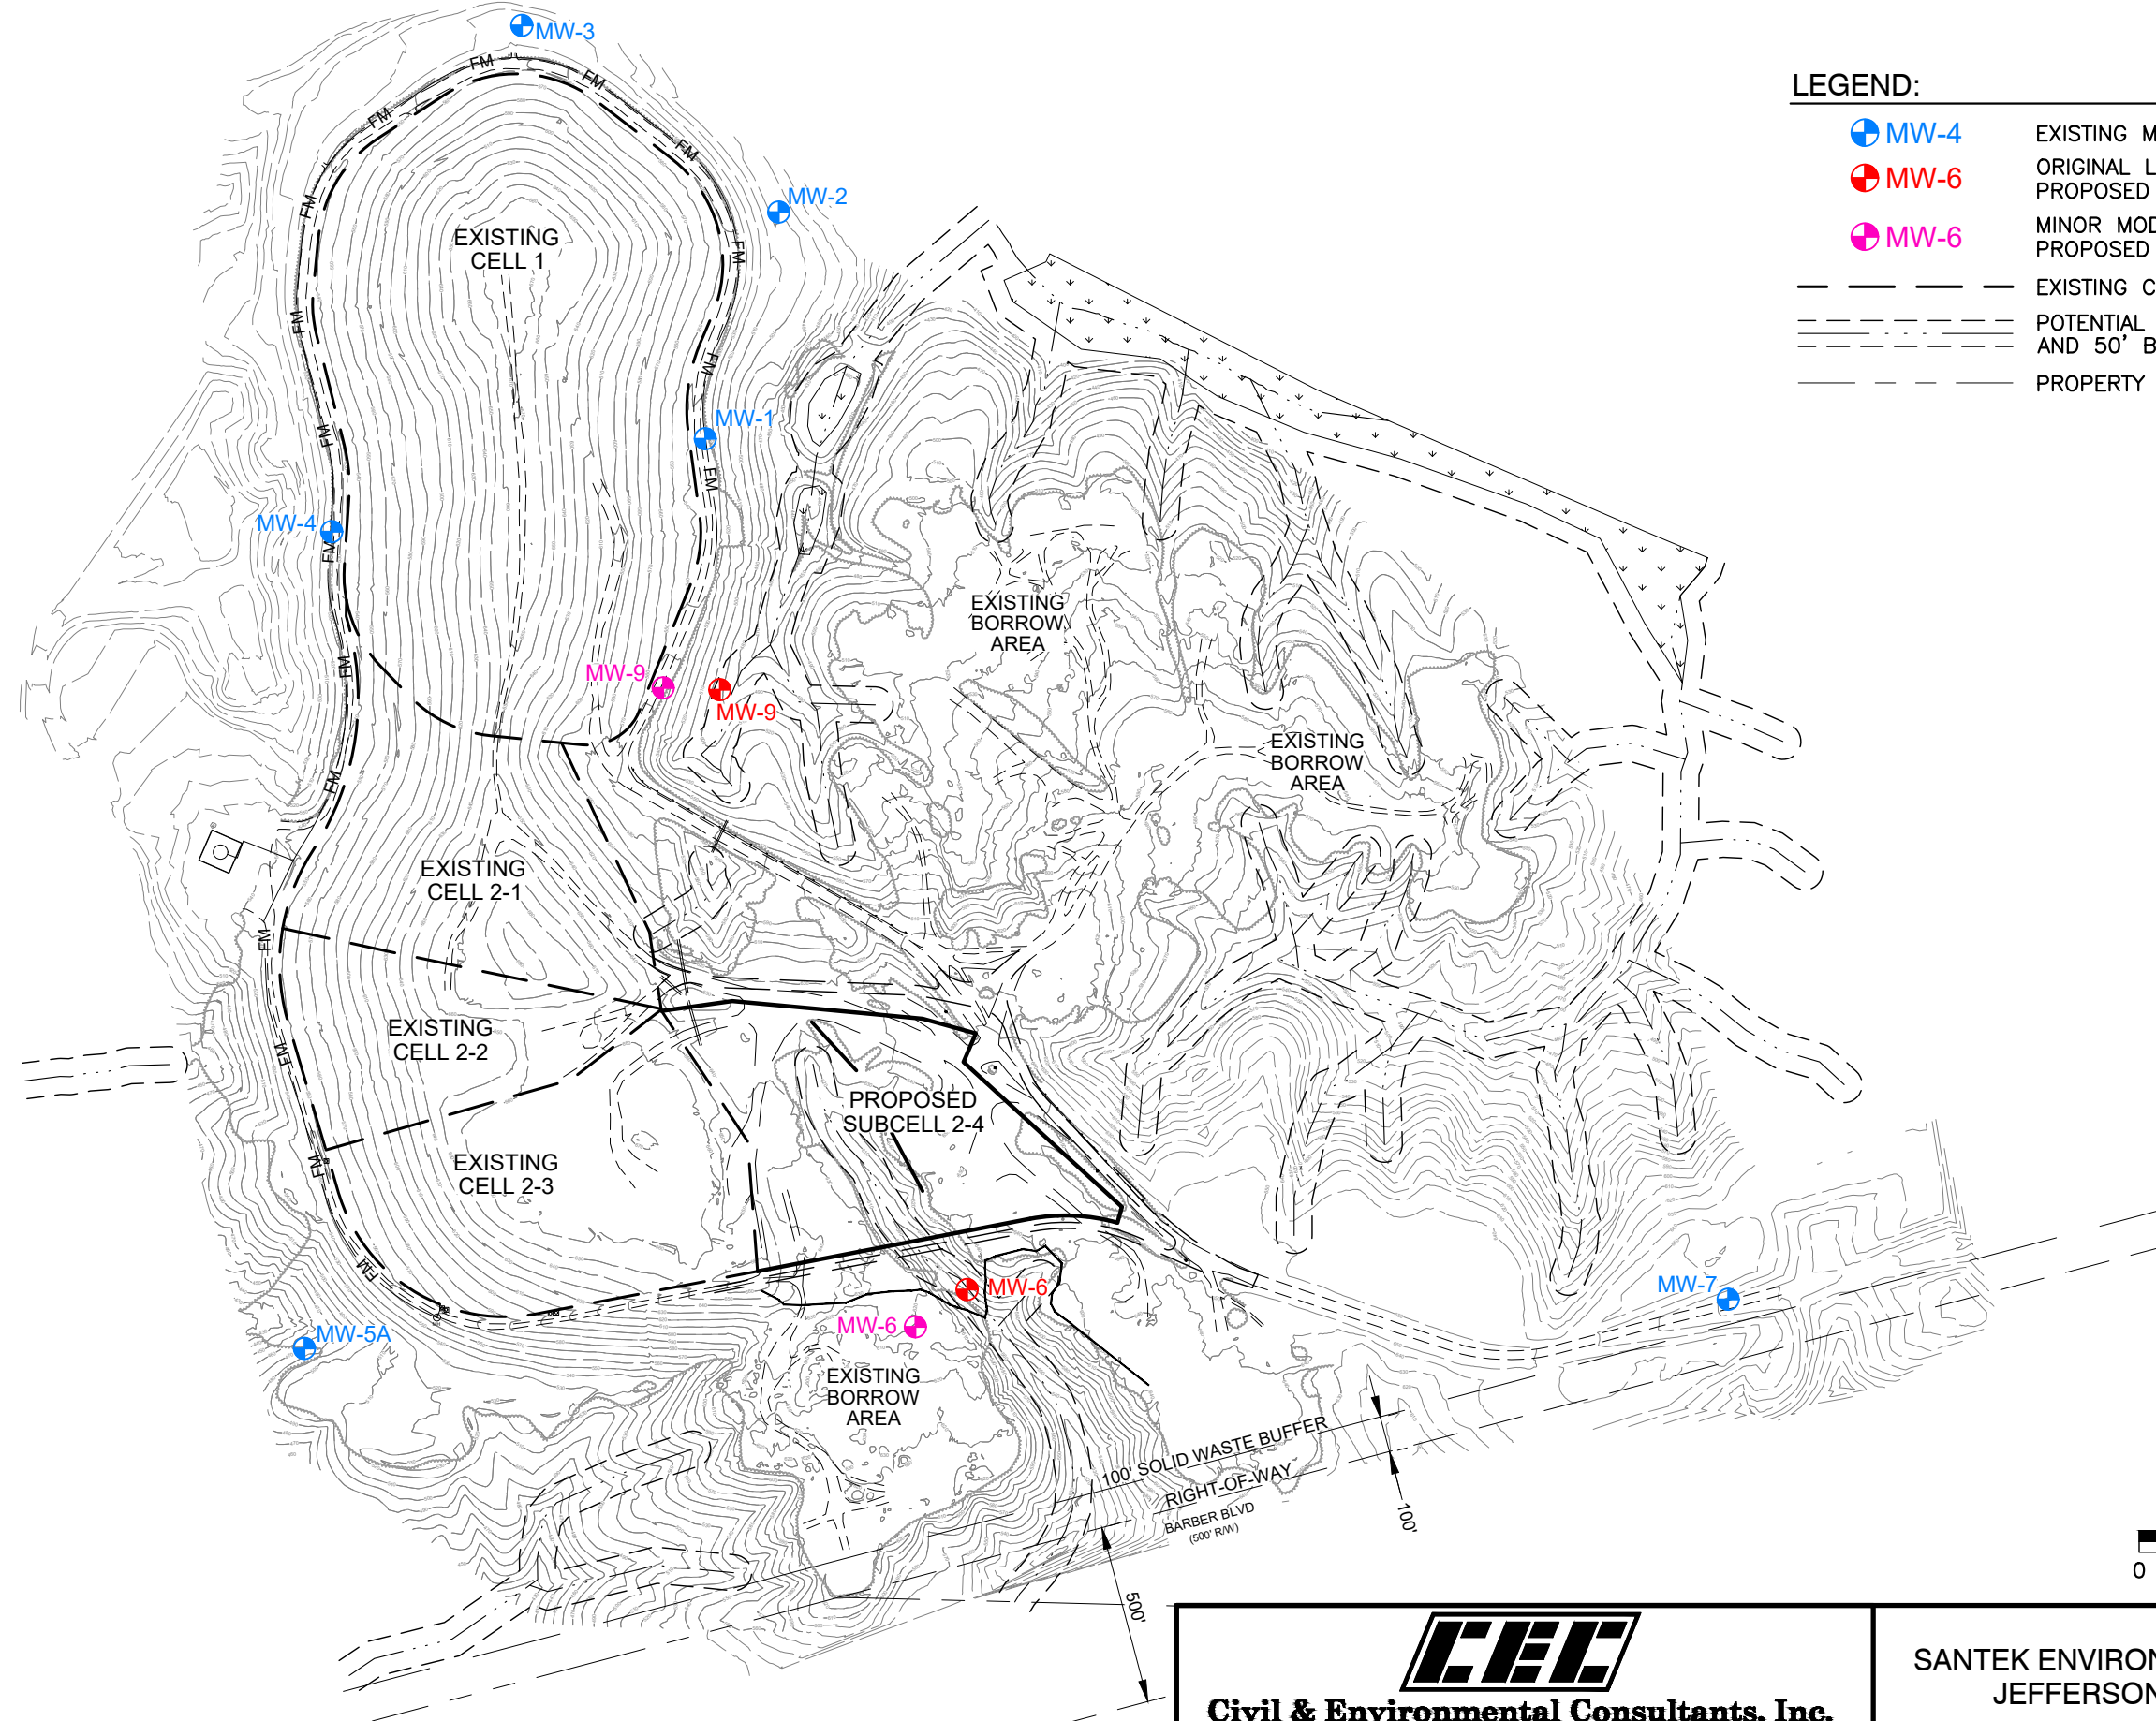 MW-3
FM
FM
FM
FM
MW-2
FM
EXISTING
CELL 1
FM
FM
FM
MW-1
FM
FM
MW-4
FM
FM
MW-9
MW-9
FM
EXISTING
BORROW
AREA
EXISTING
BORROW
AREA
EXISTING
CELL 2-1
FM
EXISTING
CELL 2-2
FM
PROPOSED
SUBCELL 2-4
EXISTING
CELL 2-3
FM
FM
MW-6
MW-6
MW-5A
MW-7
EXISTING
BORROW
AREA
100' SOLID WASTE BUFFER
RIGHT-OF-WAY
BARBER BLVD
(500' R/W)
100'
500'
LEGEND:
MW-4 EXISTING M
MW-6 ORIGINAL L
PROPOSED
MW-6 MINOR MOD
PROPOSED
EXISTING C
POTENTIAL
AND 50' B
PROPERTY
0
CEC
Civil & Environmental Consultants, Inc.
SANTEK ENVIRON
JEFFERSON